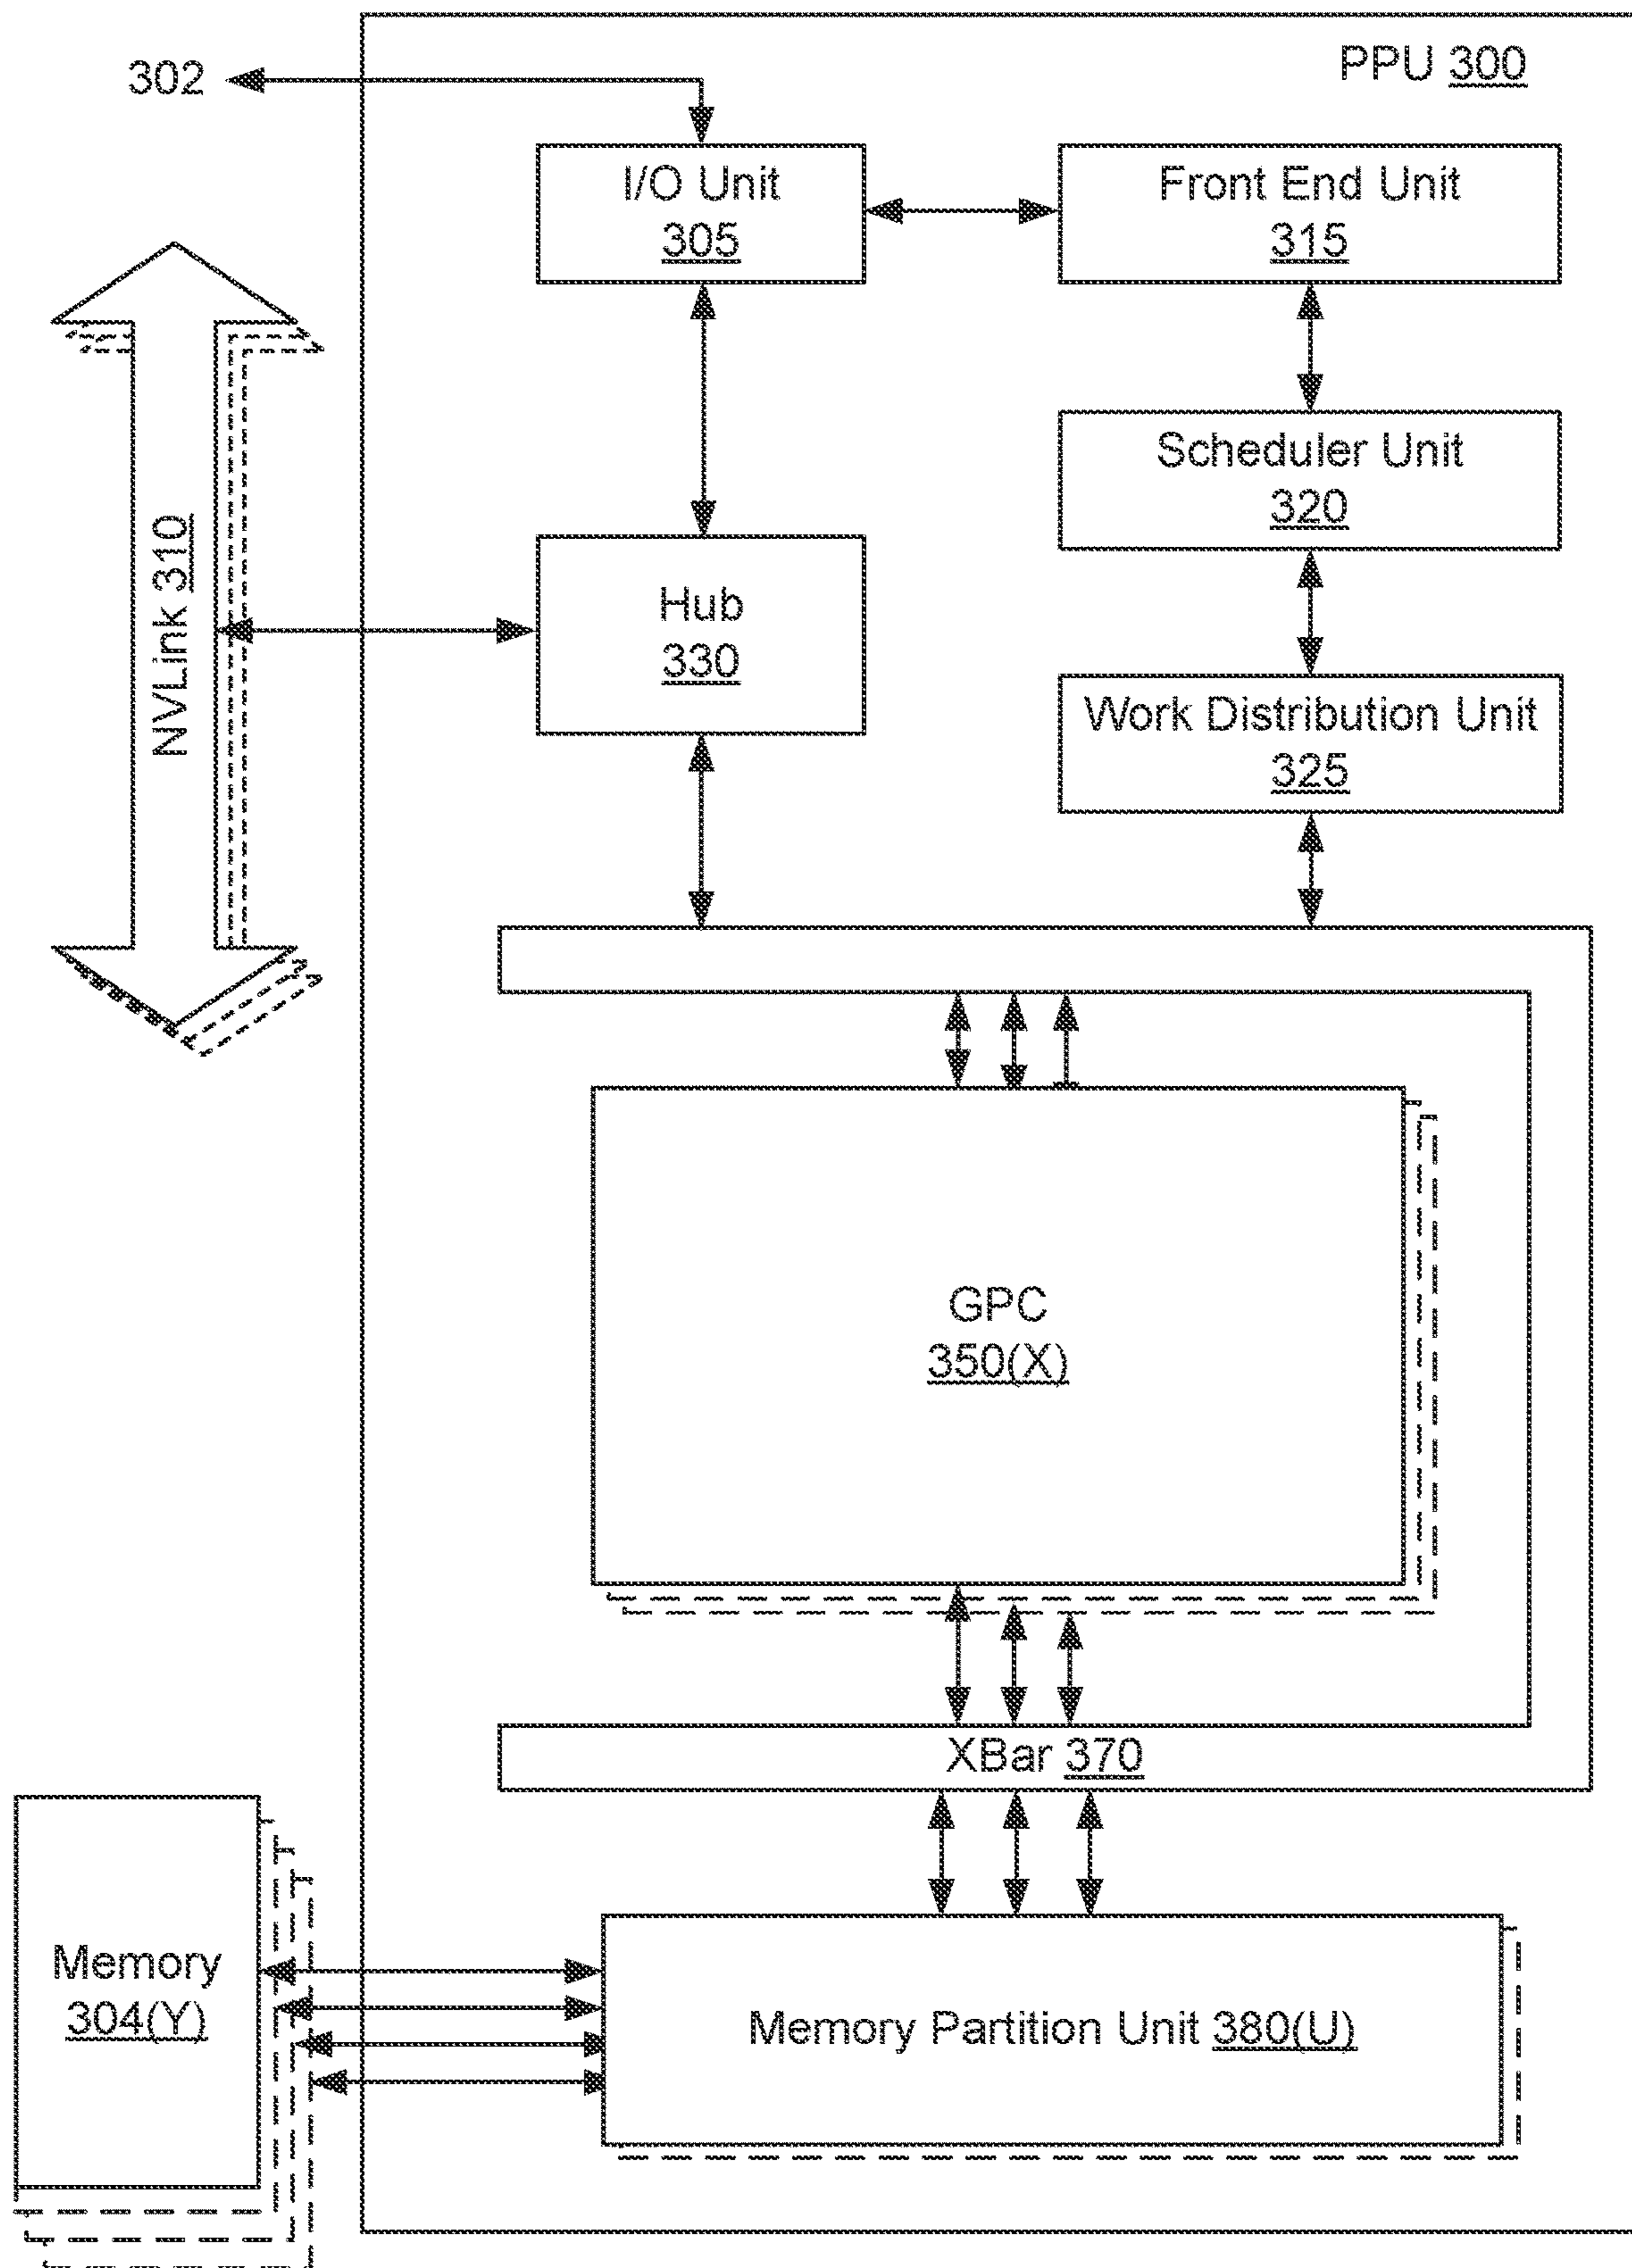 302
PPU 300
I/O Unit
305
Front End Unit
315
Scheduler Unit
320
NVLink 310
Hub
330
Work Distribution Unit
325
GPC
350(X)
XBar 370
Memory
304(Y)
Memory Partition Unit 380(U)